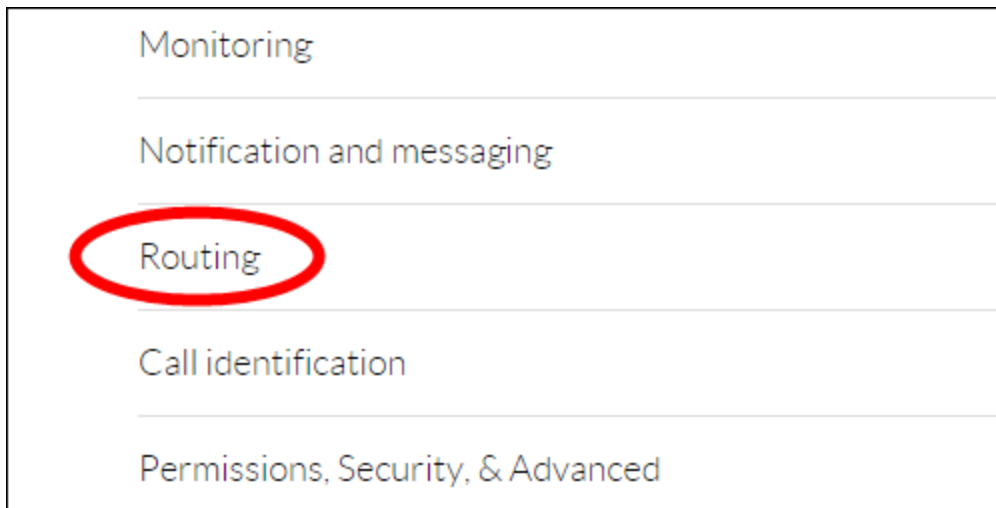 Monitoring
Notification and messaging
Routing
Call identification
Permissions, Security, & Advanced